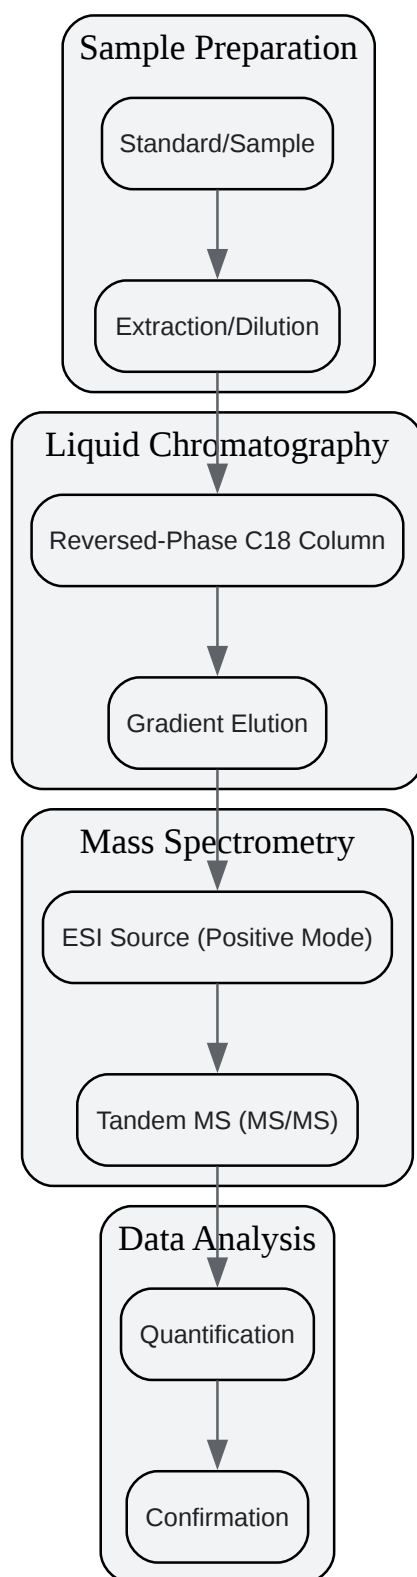 Sample Preparation
Standard/Sample
Extraction/Dilution
Liquid Chromatography
Reversed-Phase C18 Column
Gradient Elution
Mass Spectrometry
ESI Source (Positive Mode)
Tandem MS (MS/MS)
Data Analysis
Quantification
Confirmation